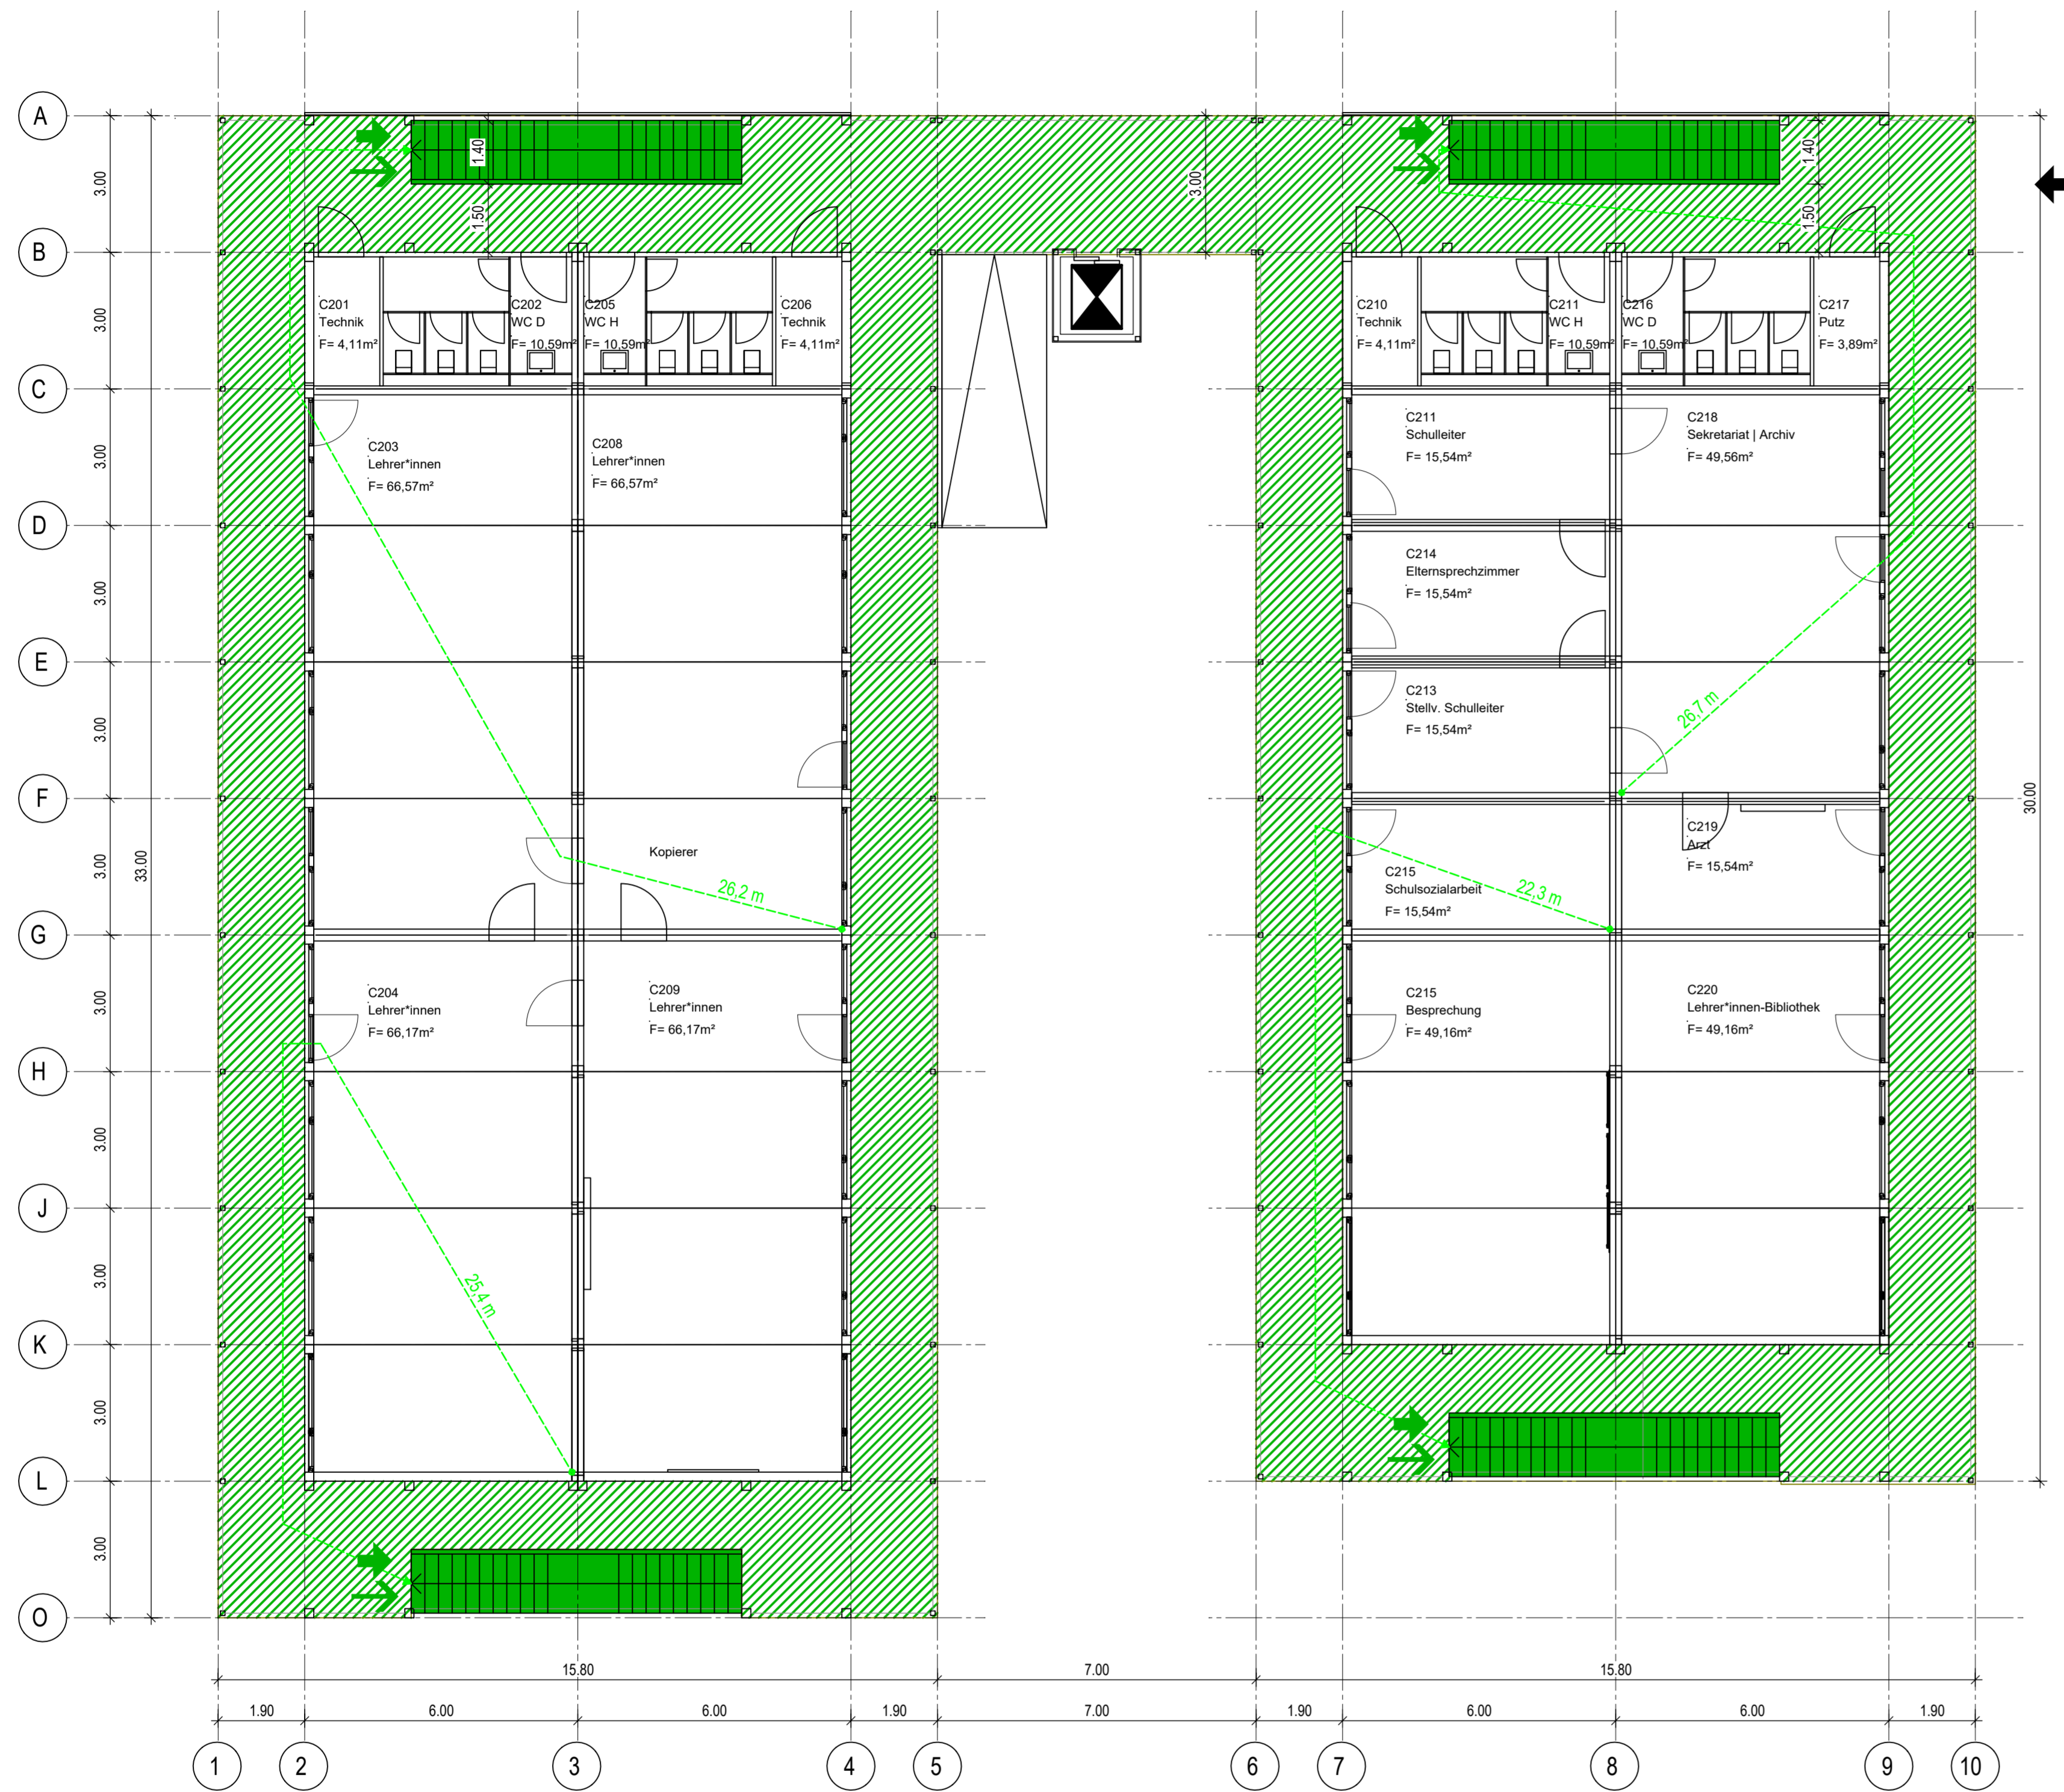 A
B
C
D
E
F
G
H
J
K
L
O
3.00
3.00
3.00
3.00
3.00
3.00
3.00
3.00
3.00
3.00
3.00
33.00
1.40
1.50
3.00
1.40
1.50
30.00
C201
Technik
F= 4,11m²
C202
WC D
F= 10,59m²
C205
WC H
F= 10,59m²
C206
Technik
F= 4,11m²
C210
Technik
F= 4,11m²
C211
WC H
F= 10,59m²
C216
WC D
F= 10,59m²
C217
Putz
F= 3,89m²
C203
Lehrer*innen
F= 66,57m²
C208
Lehrer*innen
F= 66,57m²
C211
Schulleiter
F= 15,54m²
C218
Sekretariat | Archiv
F= 49,56m²
C214
Elternsprechzimmer
F= 15,54m²
C213
Stellv. Schulleiter
F= 15,54m²
26,7 m
Kopierer
26,2 m
C215
Schulsozialarbeit
F= 15,54m²
22,3 m
C219
Arzt
F= 15,54m²
C204
Lehrer*innen
F= 66,17m²
C209
Lehrer*innen
F= 66,17m²
C215
Besprechung
F= 49,16m²
C220
Lehrer*innen-Bibliothek
F= 49,16m²
25,4 m
15.80
7.00
15.80
1.90
6.00
6.00
1.90
7.00
1.90
6.00
6.00
1.90
1
2
3
4
5
6
7
8
9
10